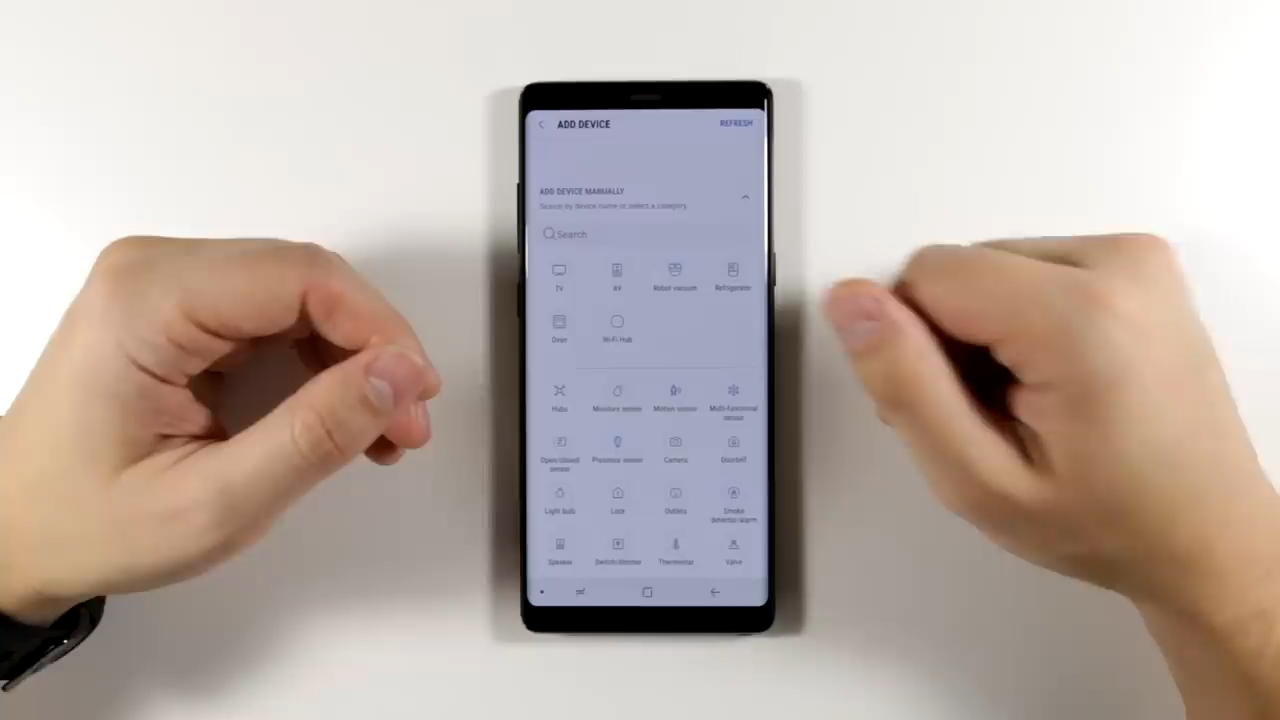 ADD DEVICE
REFRESH
ADD DEVICE MANUALLY
Search by device name or select a category.
Search
TV
AV
Robot vacuum
Refrigerator
Oven
Wi-Fi Hub
Hubs
Moisture sensor
Motion sensor
Multi-functional
sensor
Open/closed
sensor
Presence sensor
Camera
Doorbell
Light bulb
Lock
Outlets
Smoke
detector/alarm
Speaker
Switch/dimmer
Thermostat
Valve